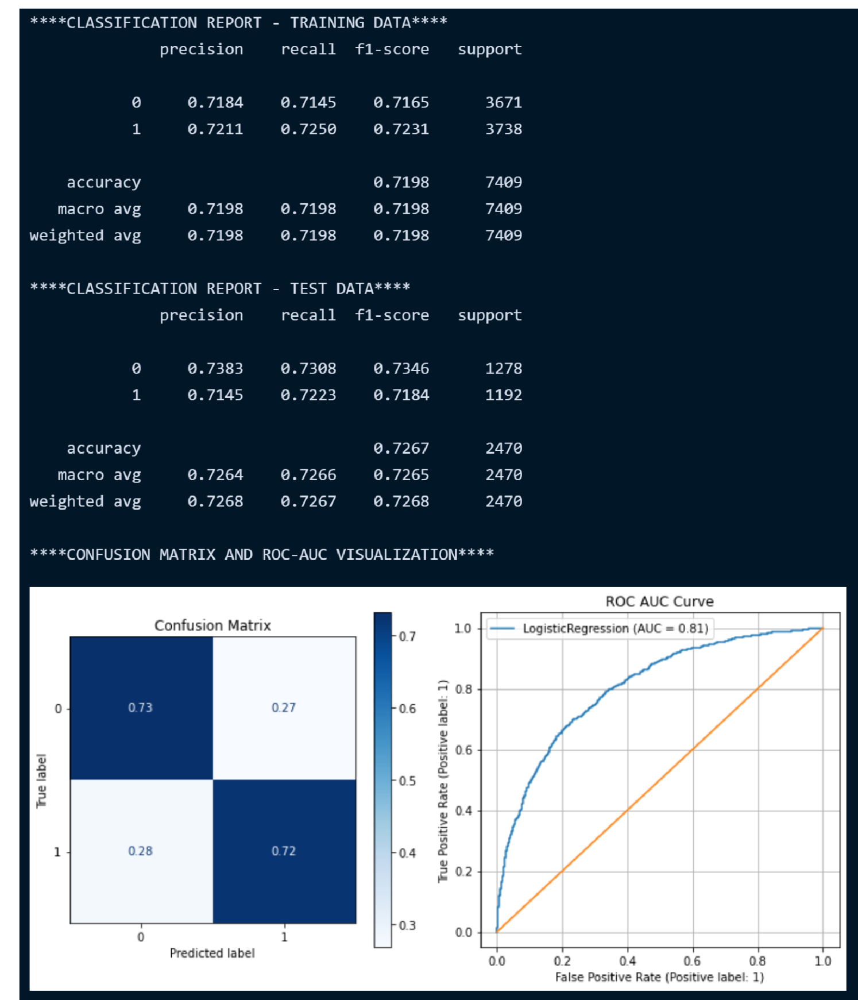 ****CLASSIFICATION REPORT - TRAINING DATA****
precision recall f1-score support
0 0.7184 0.7145 0.7165 3671
1 0.7211 0.7250 0.7231 3738
accuracy 0.7198 7409
macro avg 0.7198 0.7198 0.7198 7409
weighted avg 0.7198 0.7198 0.7198 7409
****CLASSIFICATION REPORT - TEST DATA****
precision recall f1-score support
0 0.7383 0.7308 0.7346 1278
1 0.7145 0.7223 0.7184 1192
accuracy 0.7267 2470
macro avg 0.7264 0.7266 0.7265 2470
weighted avg 0.7268 0.7267 0.7268 2470
****CONFUSION MATRIX AND ROC-AUC VISUALIZATION****
Confusion Matrix
True label
0
1
0.73 0.27
0.28 0.72
0 1
Predicted label
0.7
0.6
0.5
0.4
0.3
ROC AUC Curve
LogisticRegression (AUC = 0.81)
True Positive Rate (Positive label: 1)
1.0
0.8
0.6
0.4
0.2
0.0
0.0 0.2 0.4 0.6 0.8 1.0
False Positive Rate (Positive label: 1)